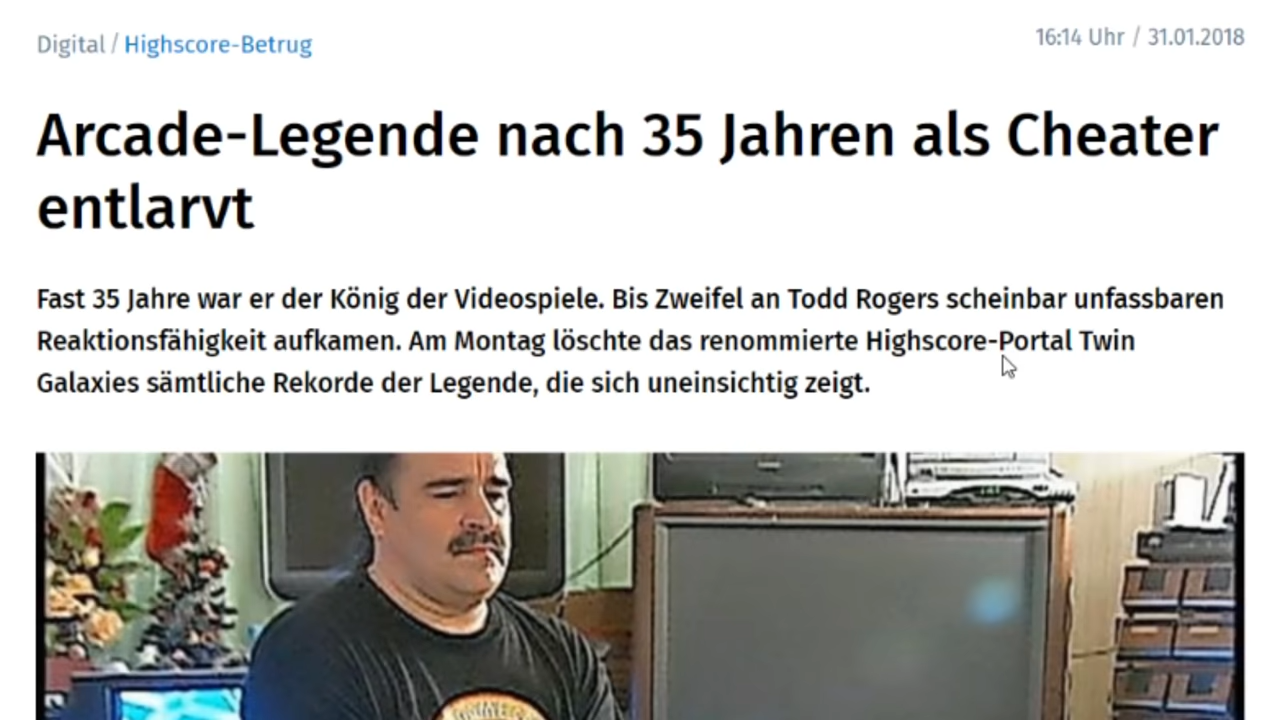 Digital / Highscore-Betrug
16:14 Uhr / 31.01.2018
Arcade-Legende nach 35 Jahren als Cheater
entlarvt
Fast 35 Jahre war er der König der Videospiele. Bis Zweifel an Todd Rogers scheinbar unfassbaren
Reaktionsfähigkeit aufkamen. Am Montag löschte das renommierte Highscore-Portal Twin
Galaxies sämtliche Rekorde der Legende, die sich uneinsichtig zeigt.